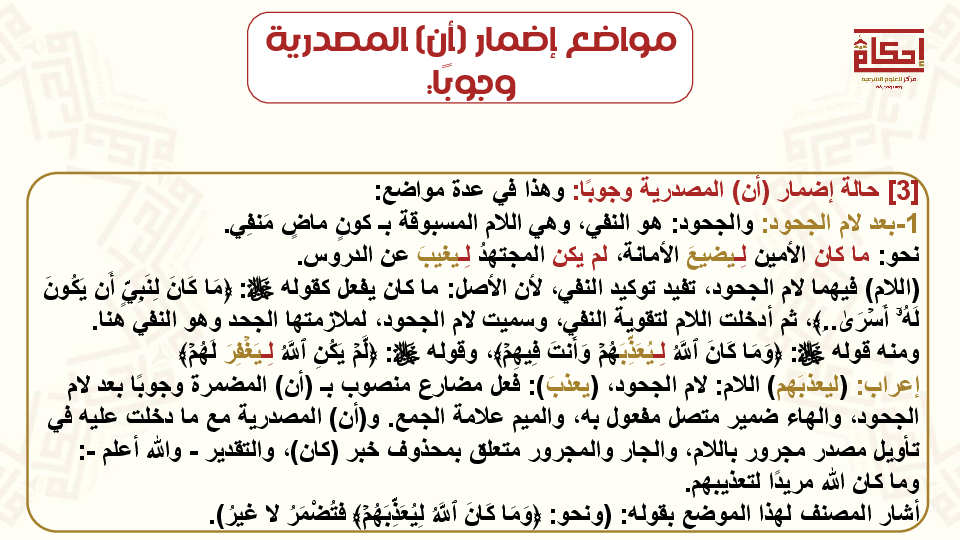 مواضع إضمار (أن) المصدرية
وجوبًا:
إحكام
مركز للعلوم الشرعية
[3] حالة إضمار (أن) المصدرية وجوبًا: وهذا في عدة مواضع:
1-بعد لام الجحود: والجحود: هو النفي، وهي اللام المسبوقة بـ كونٍ ماضٍ مَنفِي.
نحو: ما كان الأمين لِـيضيعَ الأمانة، لم يكن المجتهدُ لِـيغيبَ عن الدروس.
(اللام) فيهما لام الجحود، تفيد توكيد النفي، لأن الأصل: ما كان يفعل كقوله ﷻ: ﴿مَا كَانَ لِنَبِيٍّ أَن يَكُونَ
لَهُۥٓ أَسۡرَىٰ..﴾، ثم أدخلت اللام لتقوية النفي، وسميت لام الجحود، لملازمتها الجحد وهو النفي هنا.
ومنه قوله ﷻ: ﴿وَمَا كَانَ ٱللَّهُ لِـيُعَذِّبَهُمۡ وَأَنتَ فِيهِمۡ﴾، وقوله ﷻ: ﴿لَّمۡ يَكُنِ ٱللَّهُ لِـيَغۡفِرَ لَهُمۡ﴾
إعراب: (ليعذبَهم) اللام: لام الجحود، (يعذبَ): فعل مضارع منصوب بـ (أن) المضمرة وجوبًا بعد لام
الجحود، والهاء ضمير متصل مفعول به، والميم علامة الجمع. و(أن) المصدرية مع ما دخلت عليه في
تأويل مصدر مجرور باللام، والجار والمجرور متعلق بمحذوف خبر (كان)، والتقدير - والله أعلم -:
وما كان الله مريدًا لتعذيبهم.
أشار المصنف لهذا الموضع بقوله: (ونحو: ﴿وَمَا كَانَ ٱللَّهُ لِيُعَذِّبَهُمۡ﴾ فَتُضْمَرُ لا غيرُ).